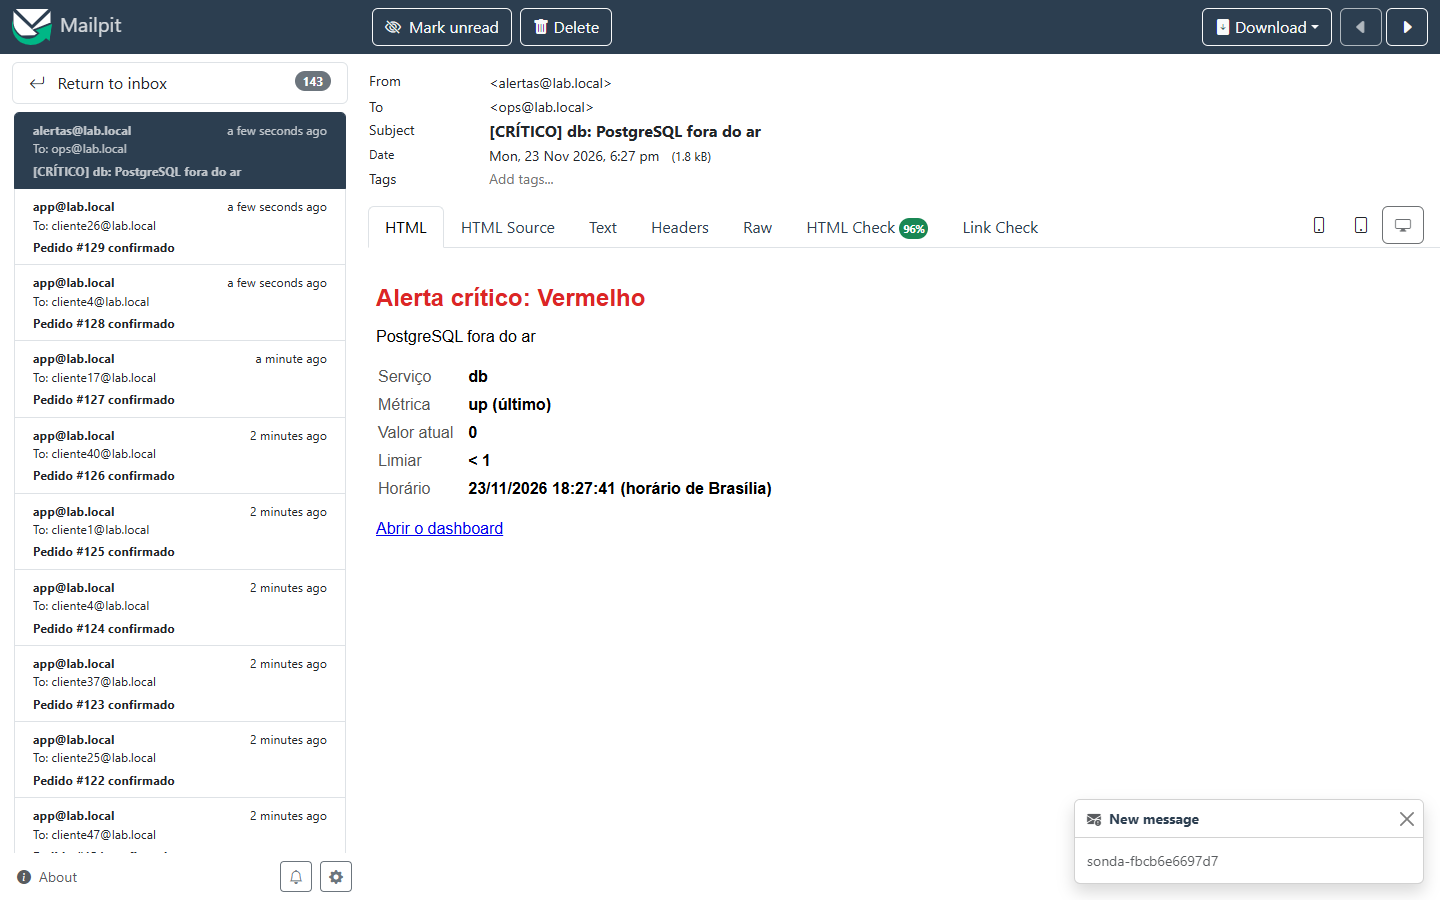 Mailpit
Mark unread
Delete
Download
Return to inbox
143
alertas@lab.local
a few seconds ago
To: ops@lab.local
[CRÍTICO] db: PostgreSQL fora do ar
app@lab.local
a few seconds ago
To: cliente26@lab.local
Pedido #129 confirmado
app@lab.local
a few seconds ago
To: cliente4@lab.local
Pedido #128 confirmado
app@lab.local
a minute ago
To: cliente17@lab.local
Pedido #127 confirmado
app@lab.local
2 minutes ago
To: cliente40@lab.local
Pedido #126 confirmado
app@lab.local
2 minutes ago
To: cliente1@lab.local
Pedido #125 confirmado
app@lab.local
2 minutes ago
To: cliente4@lab.local
Pedido #124 confirmado
app@lab.local
2 minutes ago
To: cliente37@lab.local
Pedido #123 confirmado
app@lab.local
2 minutes ago
To: cliente25@lab.local
Pedido #122 confirmado
app@lab.local
2 minutes ago
To: cliente47@lab.local
About
From <alertas@lab.local>
To <ops@lab.local>
Subject [CRÍTICO] db: PostgreSQL fora do ar
Date Mon, 23 Nov 2026, 6:27 pm (1.8 kB)
Tags Add tags...
HTML
HTML Source
Text
Headers
Raw
HTML Check 96%
Link Check
Alerta crítico: Vermelho
PostgreSQL fora do ar
Serviço db
Métrica up (último)
Valor atual 0
Limiar < 1
Horário 23/11/2026 18:27:41 (horário de Brasília)
Abrir o dashboard
New message
sonda-fbcb6e6697d7